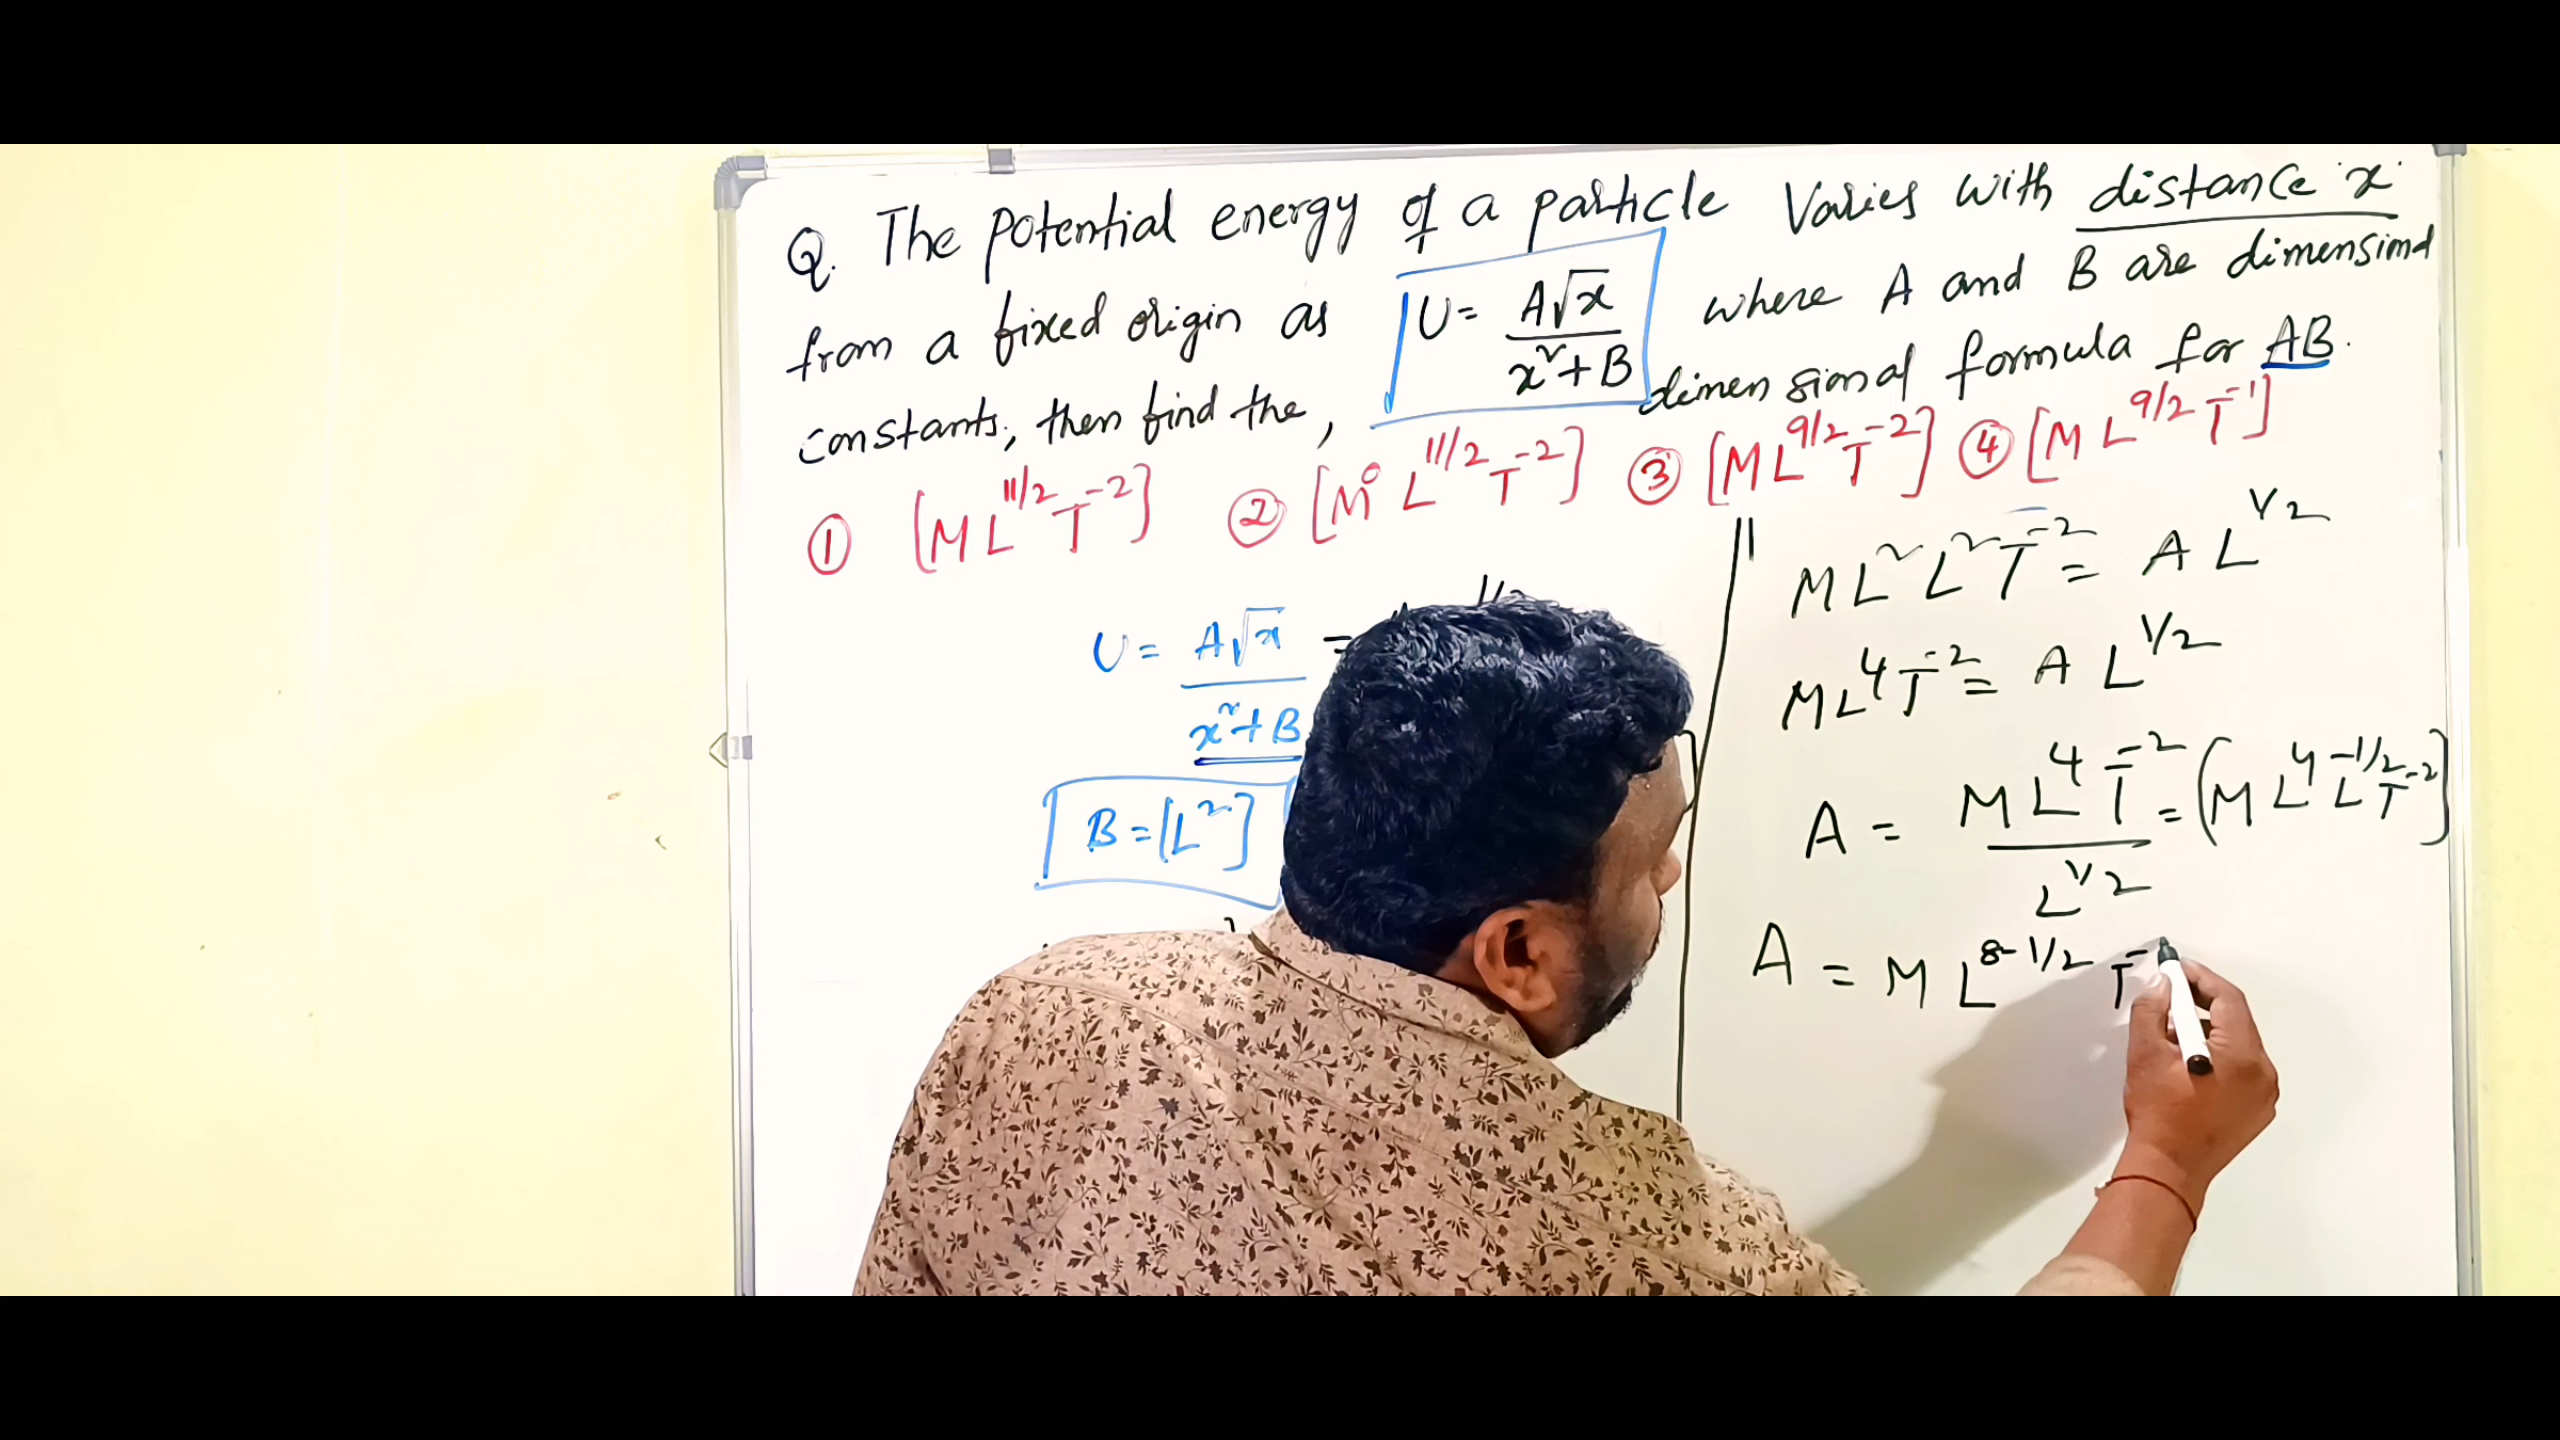 Q. The potential energy of a particle varies with distance 'x'
from a fixed origin as U = A√x / x²+B where A and B are dimensional
constants, then find the, dimensional formula for AB.
① [M L^11/2 T^-2] ② [M^0 L^11/2 T^-2] ③ [M L^9/2 T^-2] ④ [M L^9/2 T^-1]
U = A√x / x²+B =
B = [L²]
M L² L² T^-2 = A L^1/2
M L^4 T^-2 = A L^1/2
A = M L^4 T^-2 / L^1/2 = [M L^4 L^-1/2 T^-2]
A = M L^8-1/2 T^-